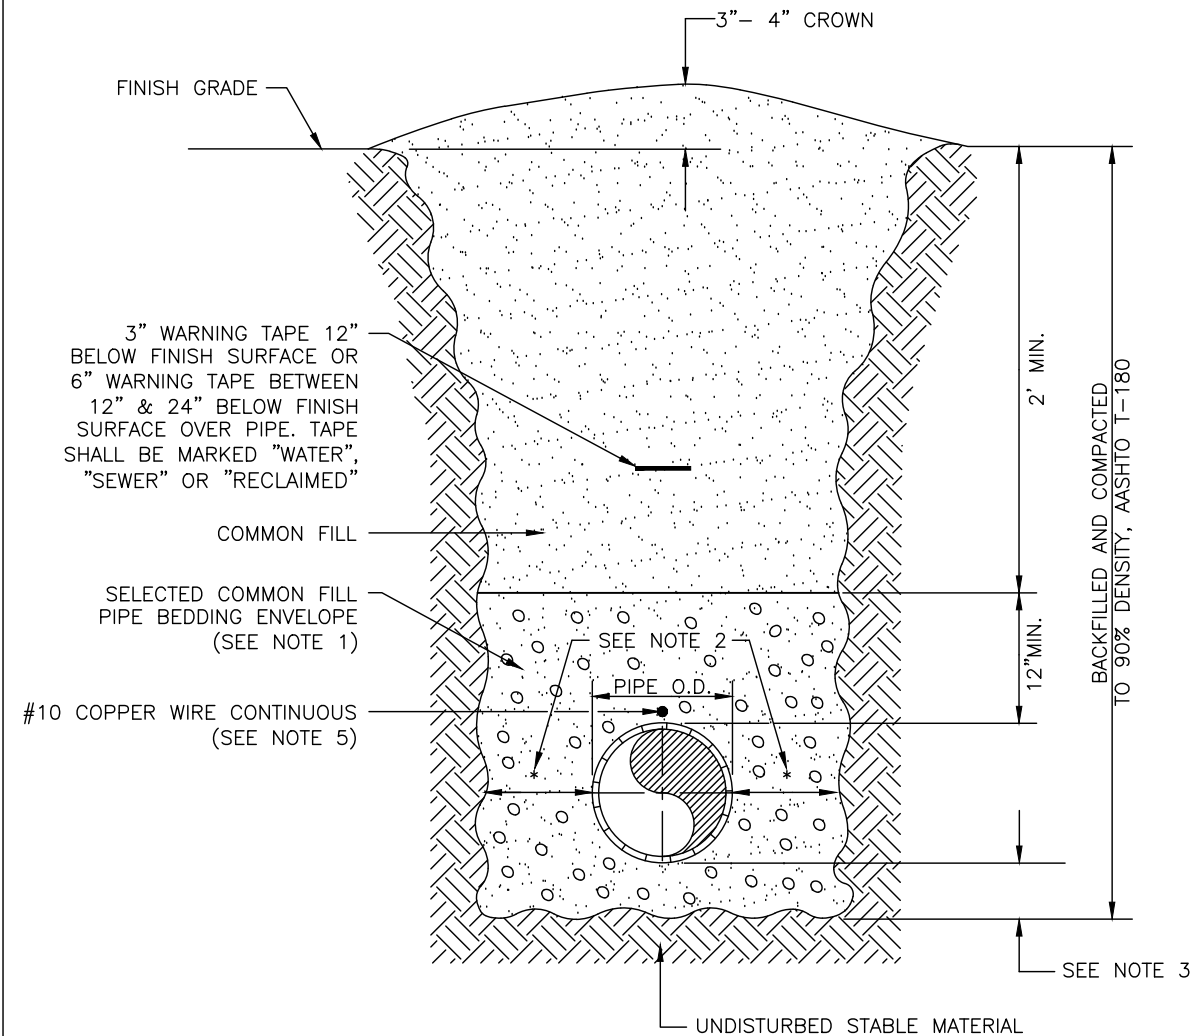 3”– 4” CROWN
FINISH GRADE
3” WARNING TAPE 12”
BELOW FINISH SURFACE OR
6” WARNING TAPE BETWEEN
12” & 24” BELOW FINISH
SURFACE OVER PIPE. TAPE
SHALL BE MARKED ”WATER”,
”SEWER” OR ”RECLAIMED”
COMMON FILL
SELECTED COMMON FILL
PIPE BEDDING ENVELOPE
(SEE NOTE 1)
#10 COPPER WIRE CONTINUOUS
(SEE NOTE 5)
SEE NOTE 2
PIPE O.D.
*
*
2’ MIN.
12”MIN.
BACKFILLED AND COMPACTED
TO 90% DENSITY, AASHTO T–180
SEE NOTE 3
UNDISTURBED STABLE MATERIAL